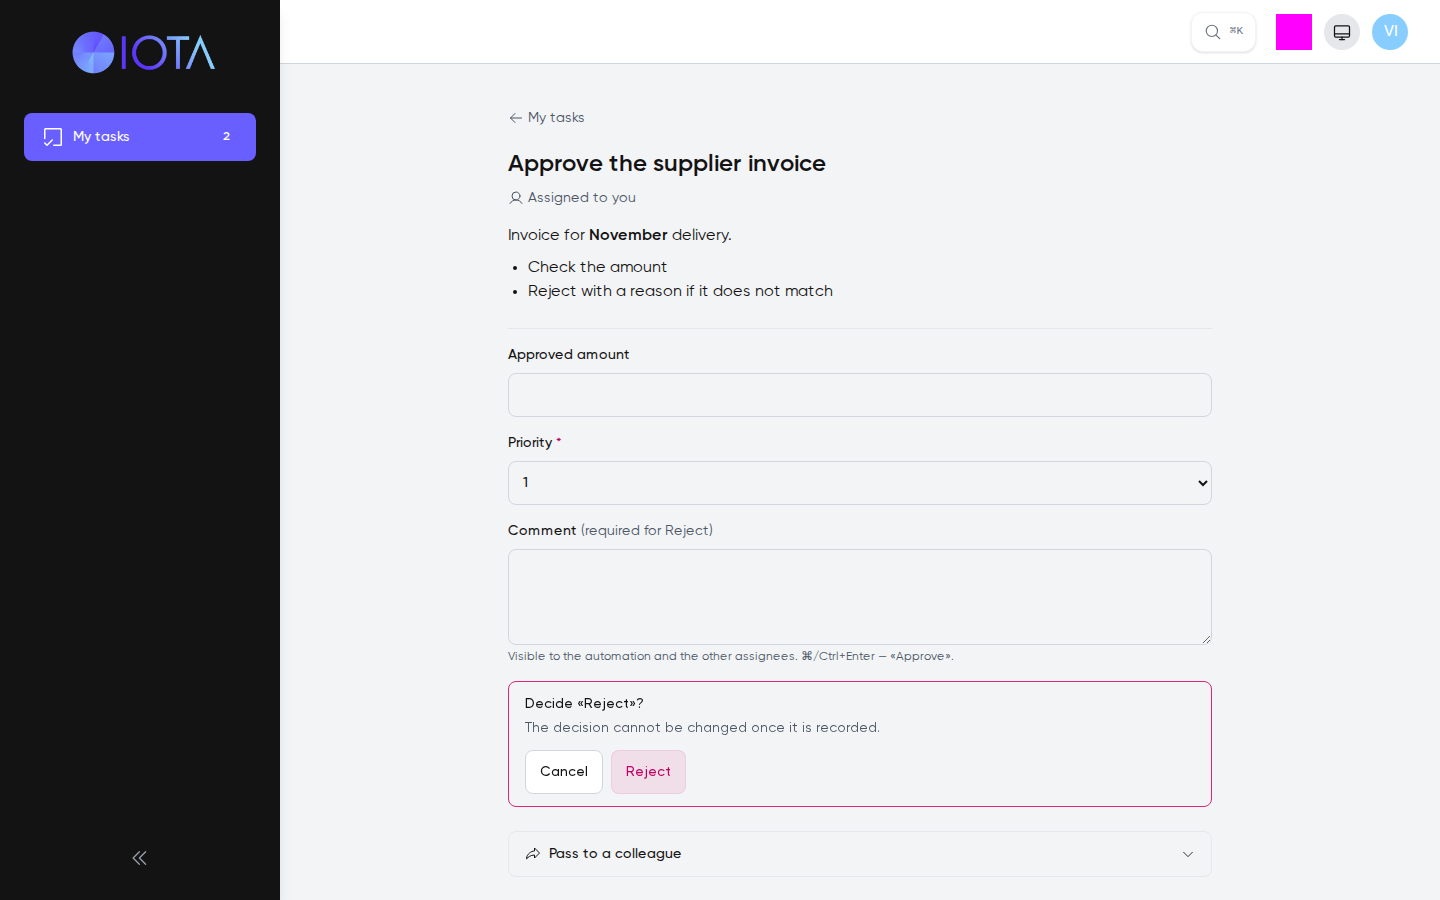 IOTA
⌘K
VI
My tasks
2
My tasks
Approve the supplier invoice
Assigned to you
Invoice for November delivery.
• Check the amount
• Reject with a reason if it does not match
Approved amount
Priority *
1
Comment (required for Reject)
Visible to the automation and the other assignees. ⌘/Ctrl+Enter — «Approve».
Decide «Reject»?
The decision cannot be changed once it is recorded.
Cancel
Reject
Pass to a colleague